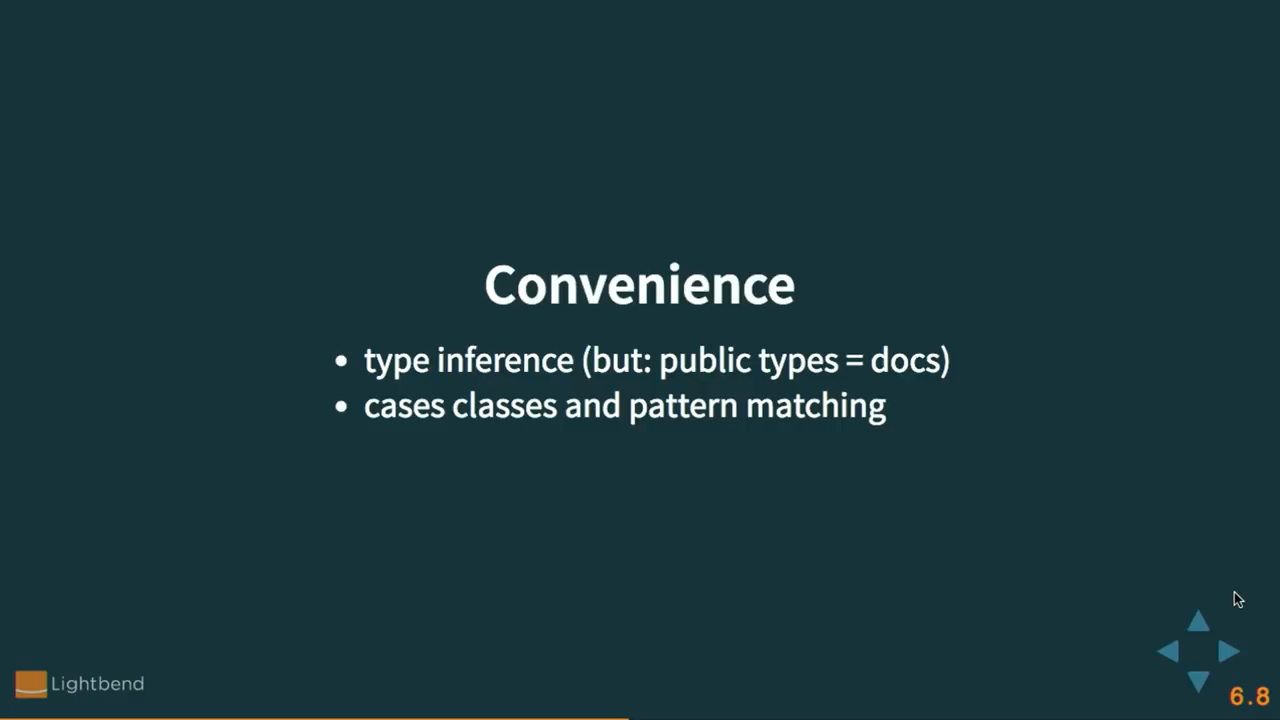 Convenience
• type inference (but: public types = docs)
• cases classes and pattern matching
Lightbend
6.8